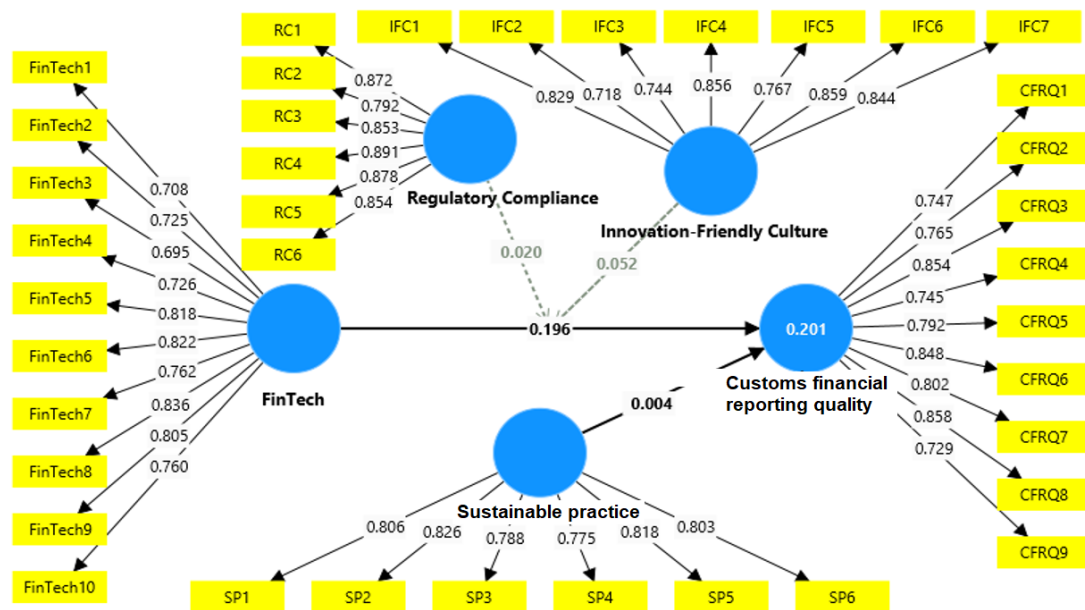 RC1
IFC1
IFC2
IFC3
IFC4
IFC5
IFC6
IFC7
FinTech1
RC2
0.872
0.829
0.718
0.744
0.856
0.767
0.859
0.844
CFRQ1
FinTech2
RC3
0.792
0.853
CFRQ2
FinTech3
RC4
0.891
0.878
0.854
RC5
RC6
Regulatory Compliance
Innovation-Friendly Culture
0.708
0.725
0.695
0.726
0.818
0.822
0.762
0.836
0.805
0.760
FinTech4
FinTech5
FinTech6
FinTech7
FinTech8
FinTech9
FinTech10
FinTech
0.020
0.052
0.196
0.201
Customs financial
reporting quality
0.004
0.747
0.765
0.854
0.745
0.792
0.848
0.802
0.858
0.729
CFRQ3
CFRQ4
CFRQ5
CFRQ6
CFRQ7
CFRQ8
CFRQ9
Sustainable practice
0.806
0.826
0.788
0.775
0.818
0.803
SP1
SP2
SP3
SP4
SP5
SP6